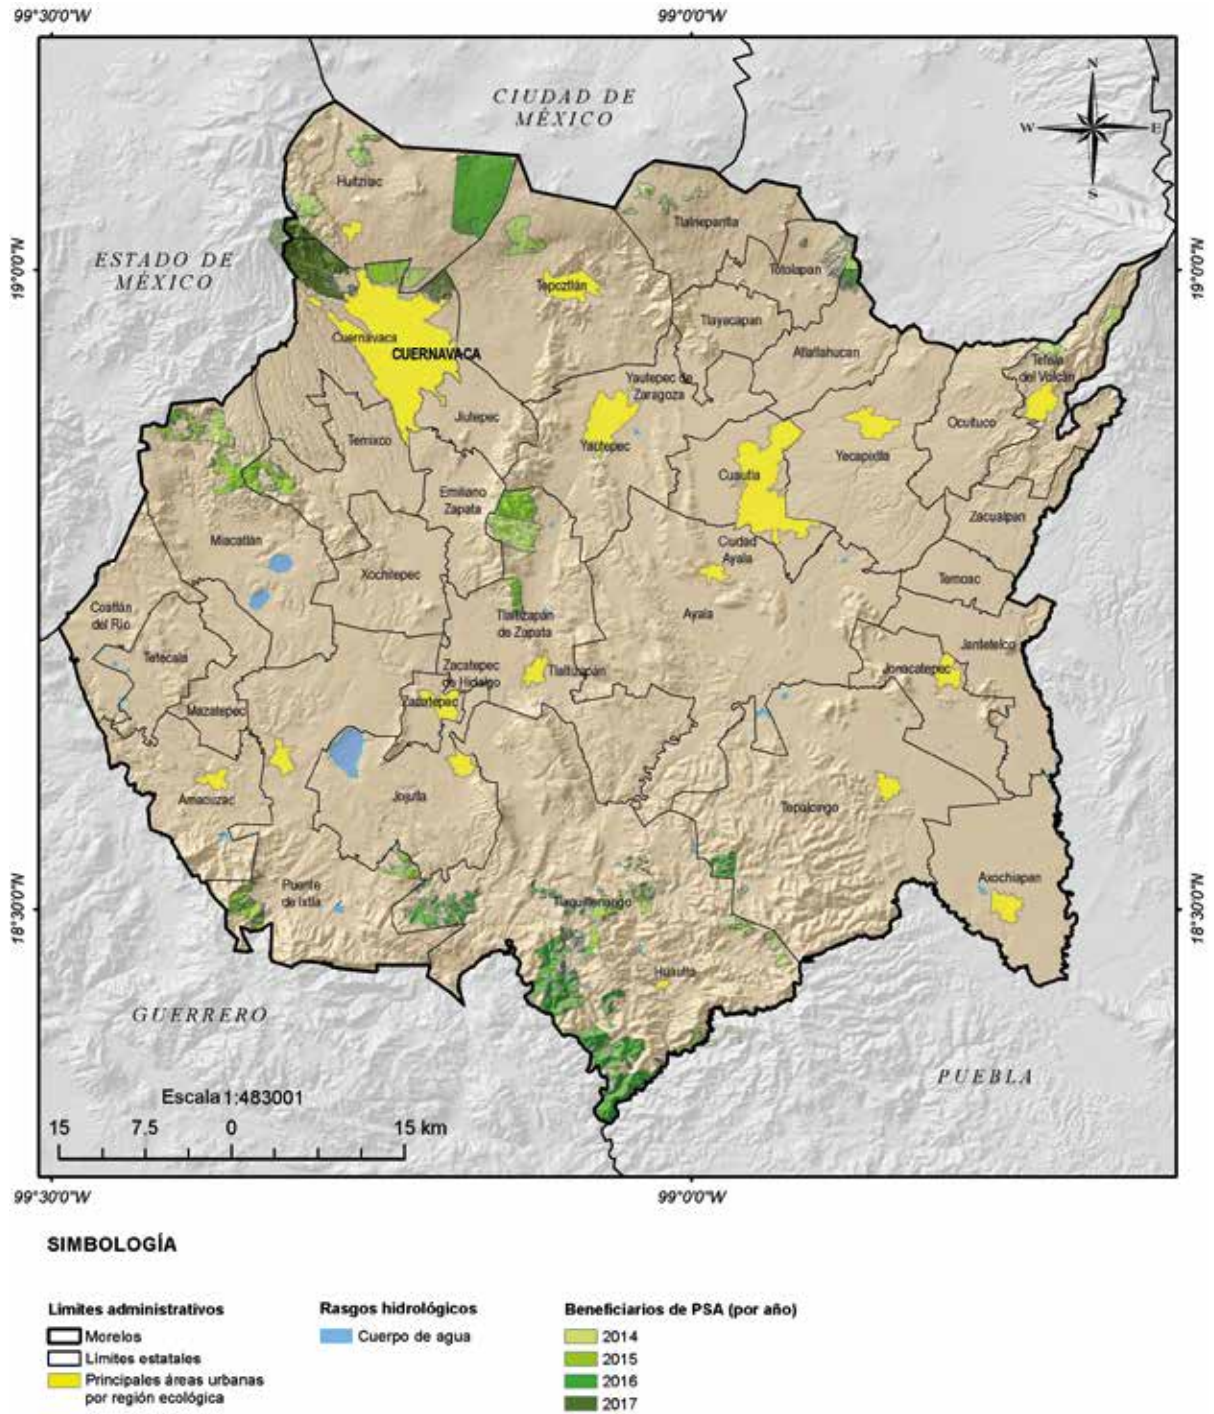 99°30'0"W
99°0'0"W
N
W
E
S
CIUDAD DE
MÉXICO
Huitzilac
Tlalnepantla
ESTADO DE
MÉXICO
19°0'0"N
19°0'0"N
Totolapan
Tepoztlán
Tlayacapan
Cuernavaca
CUERNAVACA
Atlatlahucan
Tetela
del Volcán
Yautepec de
Zaragoza
Jiutepec
Ocuituco
Temixco
Yautepec
Yecapixtla
Cuautla
Emiliano
Zapata
Zacualpan
Miacatlán
Ciudad
Ayala
Xochitepec
Temoac
Coatlán
del Río
Tlaltizapán
de Zapata
Ayala
Jantetelco
Tetecala
Zacatepec
de Hidalgo
Tlaltizapán
Jonacatepec
Zacatepec
Mazatepec
Amacuzac
Jojutla
Tepalcingo
Puente
de Ixtla
Axochiapan
Tlaquiltenango
18°30'0"N
18°30'0"N
Huautla
GUERRERO
PUEBLA
Escala 1:483001
15 7.5 0 15 km
99°30'0"W
99°0'0"W
SIMBOLOGÍA
Limites administrativos
Morelos
Limites estatales
Principales áreas urbanas
por región ecológica
Rasgos hidrológicos
Cuerpo de agua
Beneficiarios de PSA (por año)
2014
2015
2016
2017